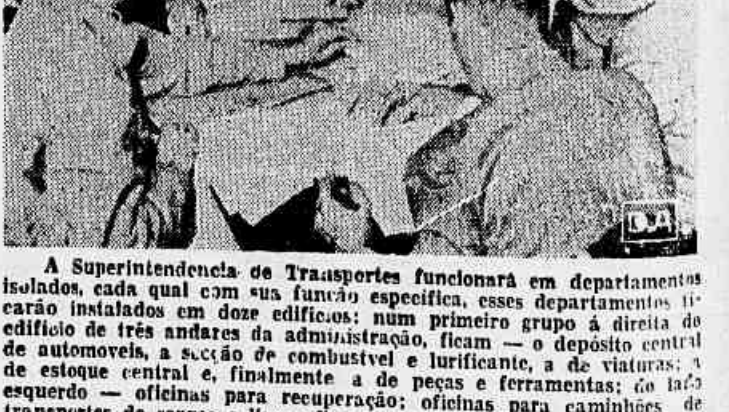 D.A
A Superintendencia de Transportes funcionará em departamentos
isolados, cada qual com sua função especifica, esses departamentos fi-
carão instalados em doze edificios: num primeiro grupo á direita do
edificio de três andares da administração, ficam — o depósito central
de automoveis, a secção de combustvel e lurificante, a de viaturas; a
de estoque central e, finalmente a de peças e ferramentas; do lado
esquerdo — oficinas para recuperação; oficinas para caminhões de